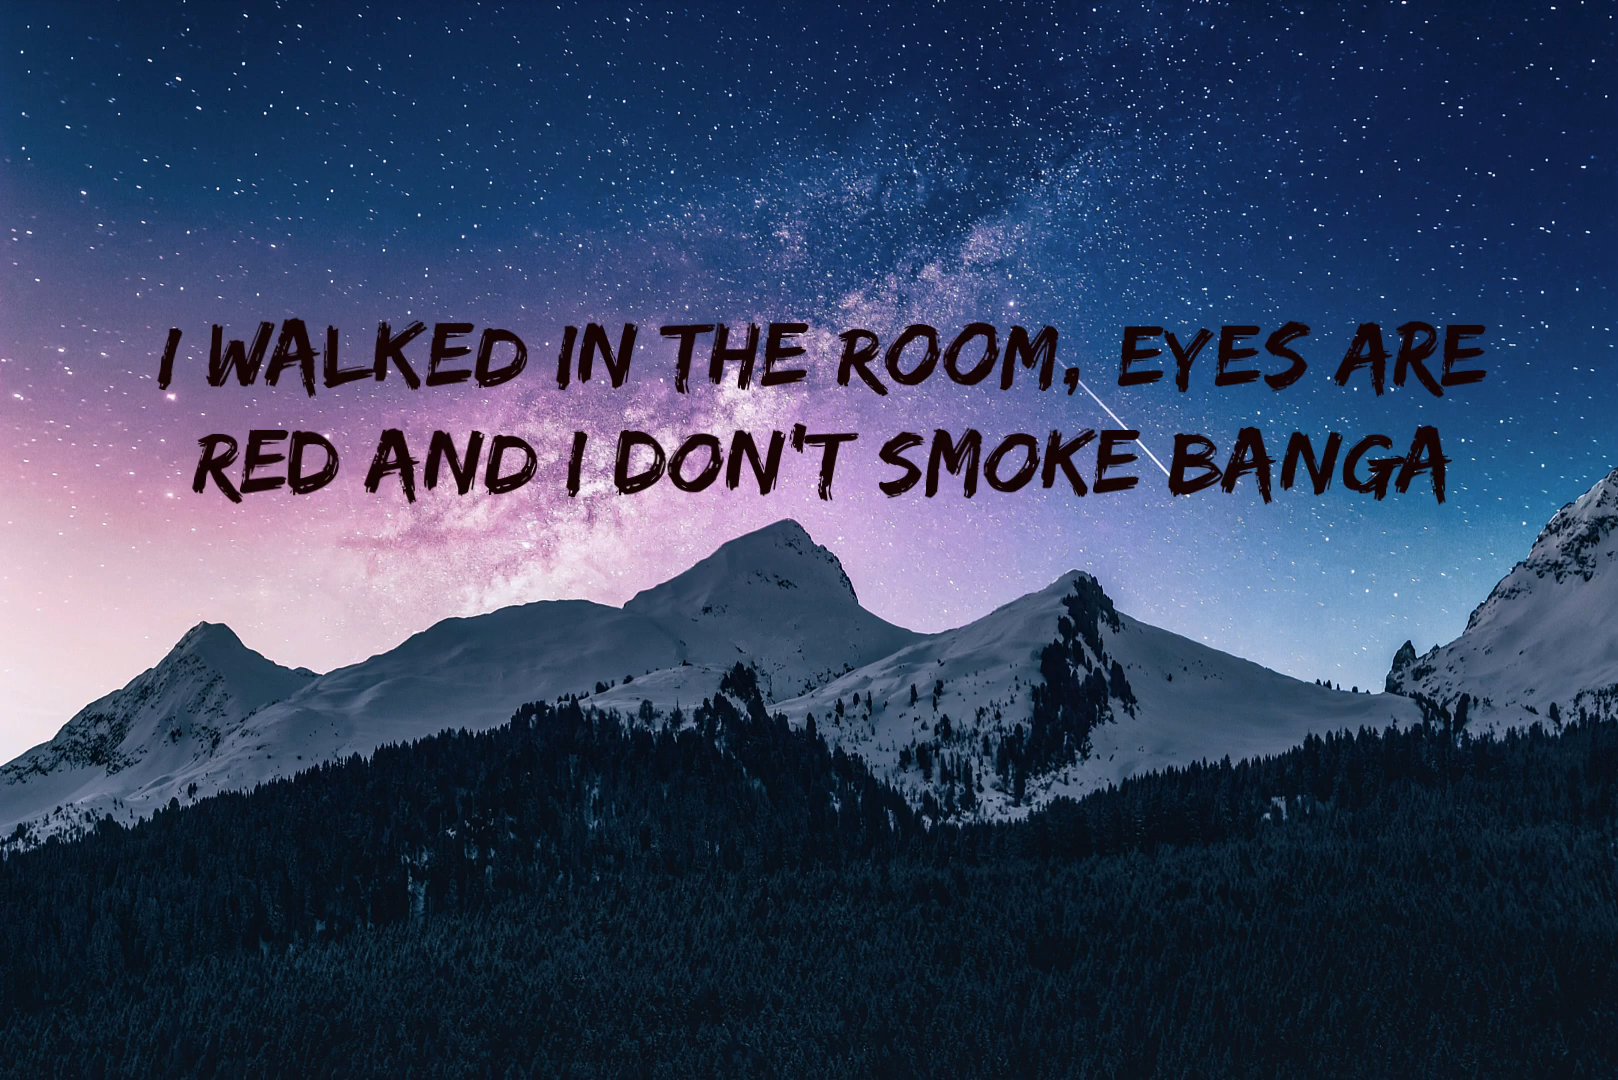 I WALKED IN THE ROOM, EYES ARE
RED AND I DON'T SMOKE BANGA